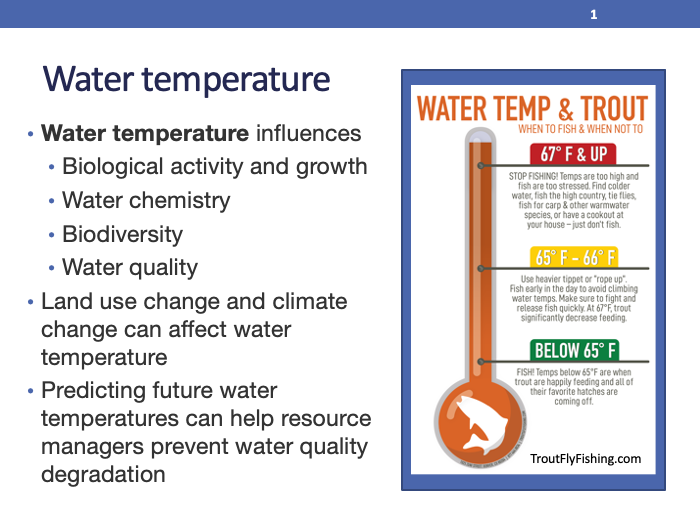 1
Water temperature
• Water temperature influences
• Biological activity and growth
• Water chemistry
• Biodiversity
• Water quality
• Land use change and climate
change can affect water
temperature
• Predicting future water
temperatures can help resource
managers prevent water quality
degradation
WATER TEMP & TROUT
WHEN TO FISH & WHEN NOT TO
67° F & UP
STOP FISHING! Temps are too high and
fish are too stressed. Find colder
water, fish the high country, tie flies,
fish for carp & other warmwater
species, or have a cookout at
your house – just don't fish.
65° F – 66° F
Use heavier tippet or "rope up".
Fish early in the day to avoid climbing
water temps. Make sure to fight and
release fish quickly. At 67°F, trout
significantly decrease feeding.
BELOW 65° F
FISH! Temps below 65°F are when
trout are happily feeding and all of
their favorite hatches are
coming off.
TroutFlyFishing.com